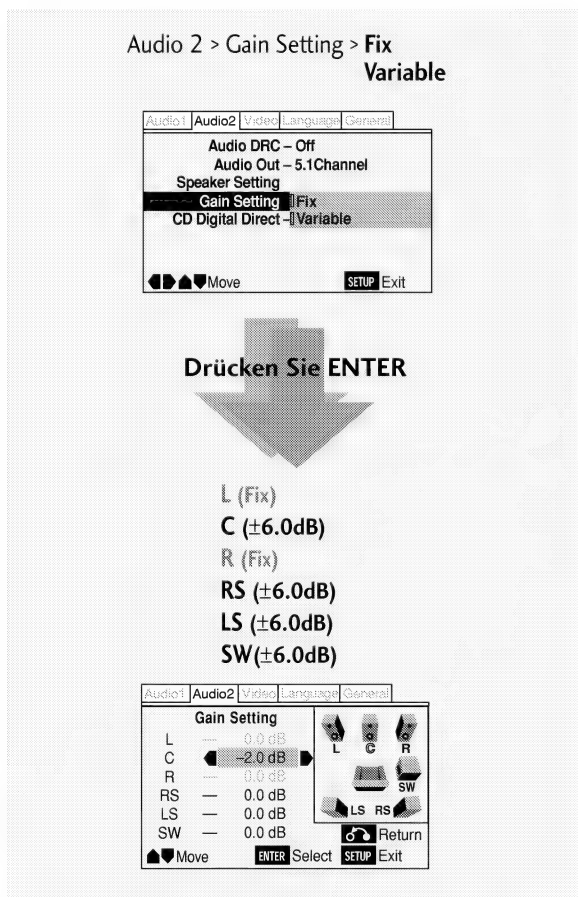 Audio 2 > Gain Setting > Fix
Variable
Audio1 Audio2 Video Language General
Audio DRC – Off
Audio Out – 5.1Channel
Speaker Setting
Gain Setting Fix
CD Digital Direct – Variable
Move SETUP Exit
Drücken Sie ENTER
L (Fix)
C (±6.0dB)
R (Fix)
RS (±6.0dB)
LS (±6.0dB)
SW(±6.0dB)
Audio1 Audio2 Video Language General
Gain Setting
L — 0.0 dB
C –2.0 dB
R — 0.0 dB
RS — 0.0 dB
LS — 0.0 dB
SW — 0.0 dB
L C R
SW
LS RS
Return
Move ENTER Select SETUP Exit